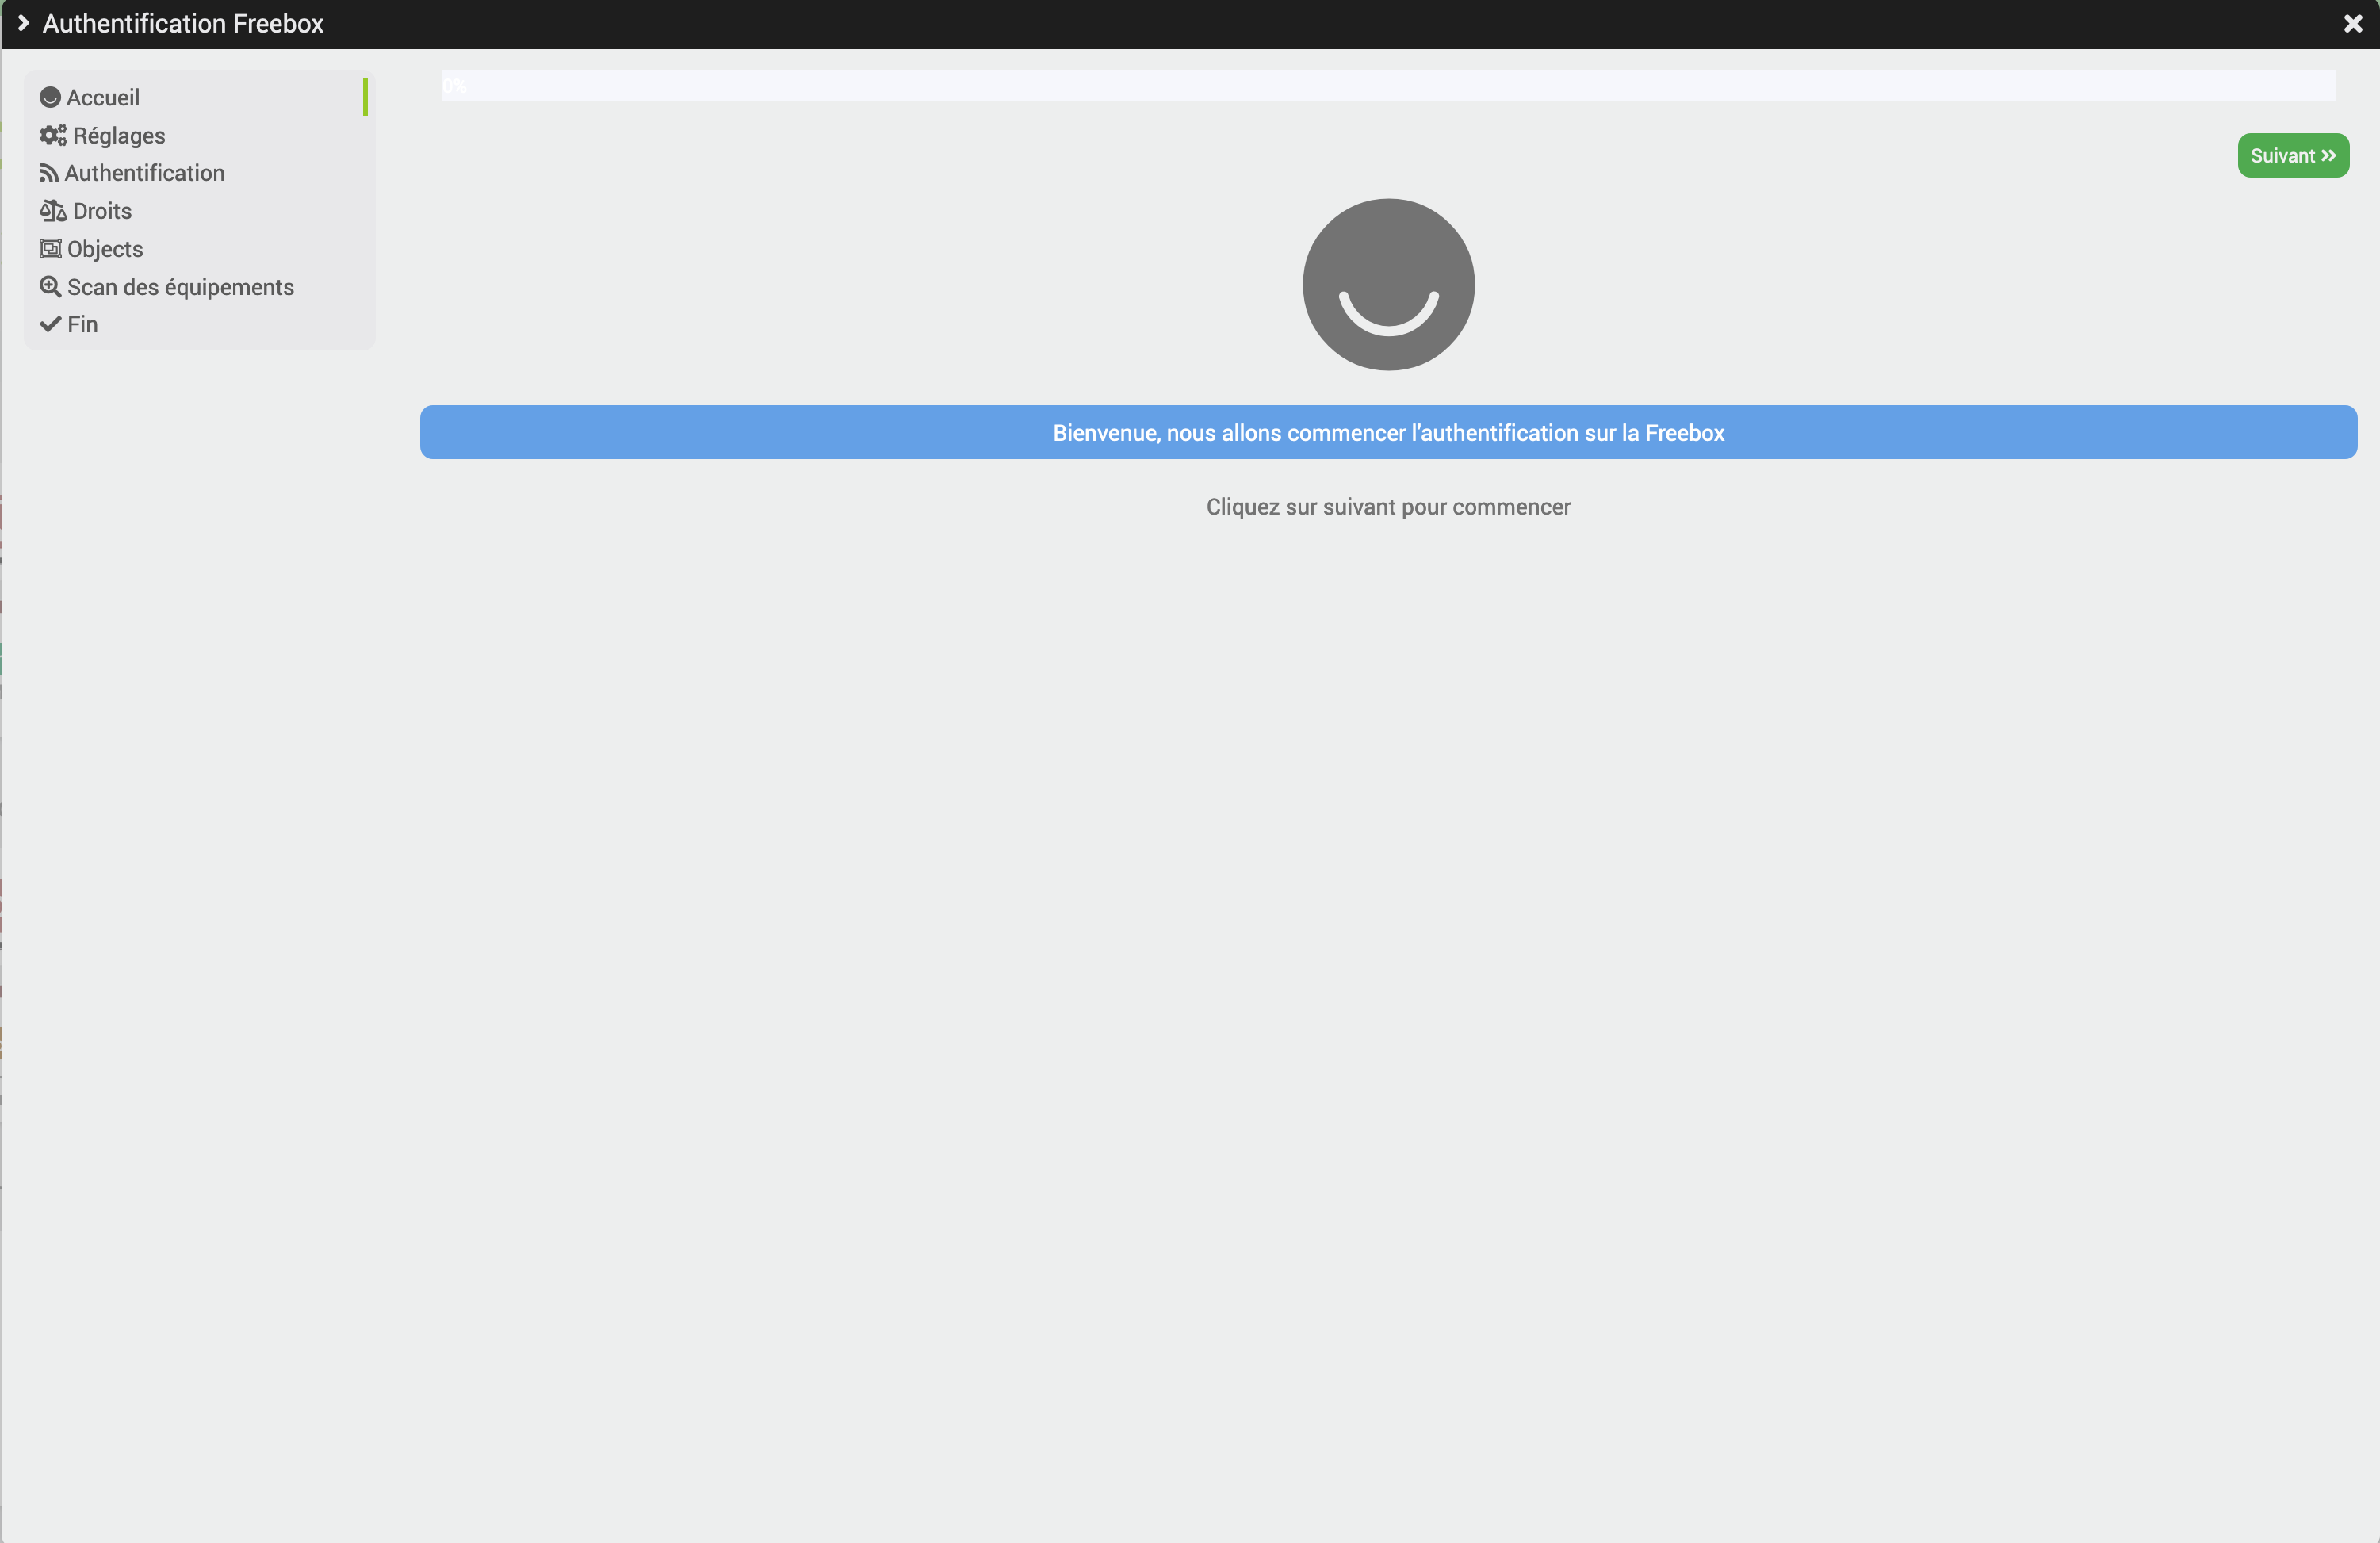 Authentification Freebox
Accueil
Réglages
Authentification
Droits
Objects
Scan des équipements
Fin
0%
Suivant
Bienvenue, nous allons commencer l'authentification sur la Freebox
Cliquez sur suivant pour commencer